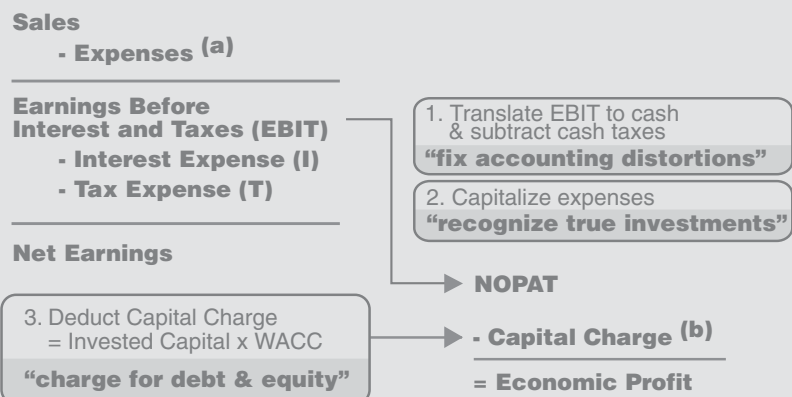 Sales
- Expenses (a)
Earnings Before
Interest and Taxes (EBIT)
- Interest Expense (I)
- Tax Expense (T)
Net Earnings
1. Translate EBIT to cash
& subtract cash taxes
“fix accounting distortions”
2. Capitalize expenses
“recognize true investments”
NOPAT
3. Deduct Capital Charge
= Invested Capital x WACC
“charge for debt & equity”
- Capital Charge (b)
= Economic Profit